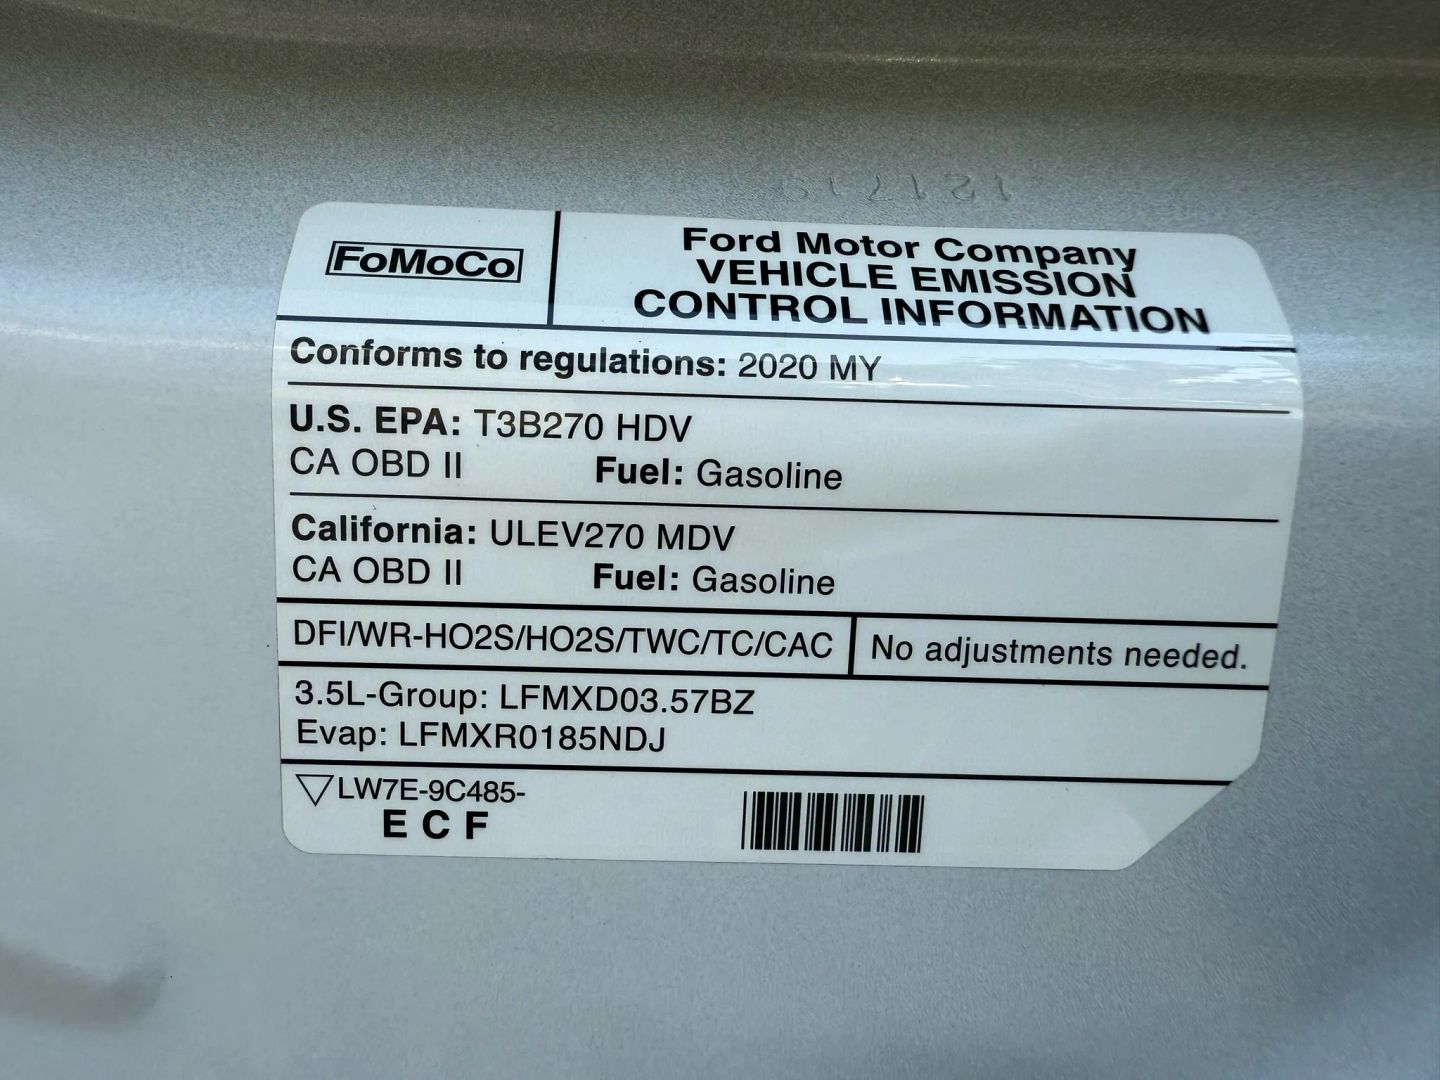 121719
FoMoCo
Ford Motor Company
VEHICLE EMISSION
CONTROL INFORMATION
Conforms to regulations: 2020 MY
U.S. EPA: T3B270 HDV
CA OBD II Fuel: Gasoline
California: ULEV270 MDV
CA OBD II Fuel: Gasoline
DFI/WR-HO2S/HO2S/TWC/TC/CAC
No adjustments needed.
3.5L-Group: LFMXD03.57BZ
Evap: LFMXR0185NDJ
LW7E-9C485-
E C F